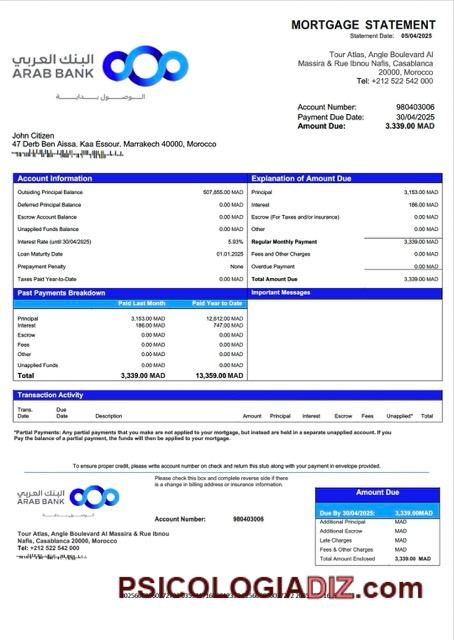 MORTGAGE STATEMENT
Statement Date: 05/04/2025
البنك العربي
ARAB BANK
الوصول بداية
Tour Atlas, Angle Boulevard Al
Massira & Rue Ibnou Nafis, Casablanca
20000, Morocco
Tel: +212 522 542 000
Account Number: 980403006
Payment Due Date: 30/04/2025
Amount Due: 3.339.00 MAD
John Citizen
47 Derb Ben Aissa. Kaa Essour, Marrakech 40000, Morocco
Account Information
Outsiding Principal Balance 507,655.00 MAD
Deferred Principal Balance 0.00 MAD
Escrow Account Balance 0.00 MAD
Unapplied Funds Balance 0.00 MAD
Interest Rate (until 30/04/2025) 5.93%
Loan Maturity Date 01.01.2025
Prepayment Penalty None
Taxes Paid Year-to-Date 0.00 MAD
Explanation of Amount Due
Principal 3,153.00 MAD
Interest 186.00 MAD
Escrow (For Taxes and/or insurance) 0.00 MAD
Other 0.00 MAD
Regular Monthly Payment 3,339.00 MAD
Fees and Other Charges 0.00 MAD
Overdue Payment 0.00 MAD
Total Amount Due 3,339.00 MAD
Past Payments Breakdown
Paid Last Month Paid Year to Date
Principal 3,153.00 MAD 12,612.00 MAD
Interest 186.00 MAD 747.00 MAD
Escrow 0.00 MAD 0.00 MAD
Fees 0.00 MAD 0.00 MAD
Other 0.00 MAD 0.00 MAD
Unapplied Funds 0.00 MAD 0.00 MAD
Total 3,339.00 MAD 13,359.00 MAD
Important Messages
Transaction Activity
Trans. Date Due Date Description Amount Principal Interest Escrow Fees Unapplied* Total
*Partial Payments: Any partial payments that you make are not applied to your mortgage, but instead are held in a separate unapplied account. If you
Pay the balance of a partial payment, the funds will then be applied to your mortgage.
To ensure proper credit, please write account number on check and return this stub along with your payment in envelope provided.
البنك العربي
ARAB BANK
Please check this box and complete reverse side if there
is a change in billing address or insurance information.
Account Number: 980403006
Tour Atlas, Angle Boulevard Al Massira & Rue Ibnou
Nafis, Casablanca 20000, Morocco
Tel: +212 522 542 000
Amount Due
Due By 30/04/2025: 3,339.00MAD
Additional Principal MAD
Additional Escrow MAD
Late Charges MAD
Fees & Other Charges MAD
Total Amount Enclosed 3,339.00 MAD
PSICOLOGIADIZ.com